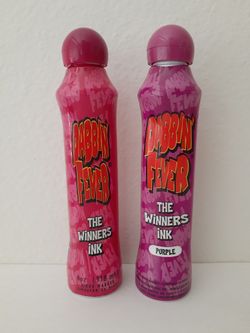 DABBIN'
FEVER
THE
WINNERS
INK
DABBIN'
FEVER
THE
WINNERS
INK
PURPLE